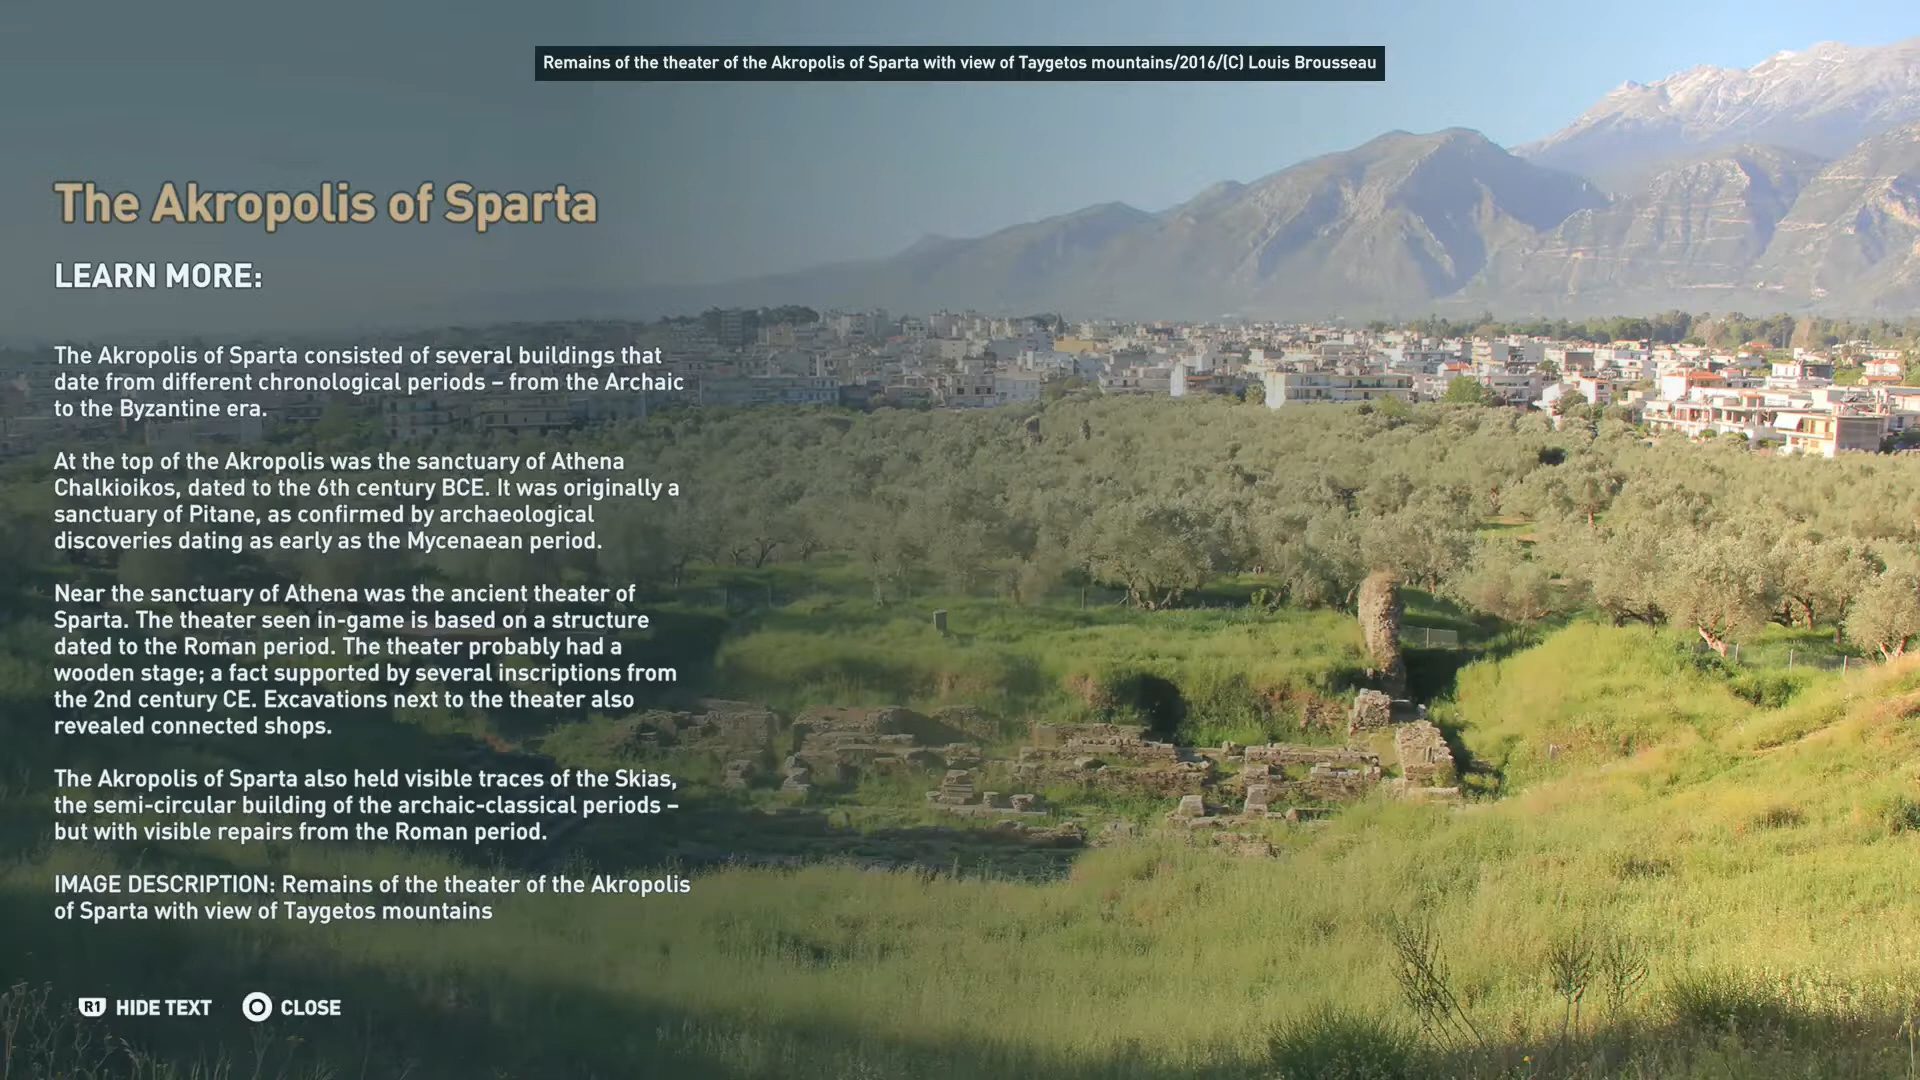 Remains of the theater of the Akropolis of Sparta with view of Taygetos mountains/2016/(C) Louis Brousseau
The Akropolis of Sparta
LEARN MORE:
The Akropolis of Sparta consisted of several buildings that
date from different chronological periods – from the Archaic
to the Byzantine era.
At the top of the Akropolis was the sanctuary of Athena
Chalkioikos, dated to the 6th century BCE. It was originally a
sanctuary of Pitane, as confirmed by archaeological
discoveries dating as early as the Mycenaean period.
Near the sanctuary of Athena was the ancient theater of
Sparta. The theater seen in-game is based on a structure
dated to the Roman period. The theater probably had a
wooden stage; a fact supported by several inscriptions from
the 2nd century CE. Excavations next to the theater also
revealed connected shops.
The Akropolis of Sparta also held visible traces of the Skias,
the semi-circular building of the archaic-classical periods –
but with visible repairs from the Roman period.
IMAGE DESCRIPTION: Remains of the theater of the Akropolis
of Sparta with view of Taygetos mountains
R1 HIDE TEXT CLOSE